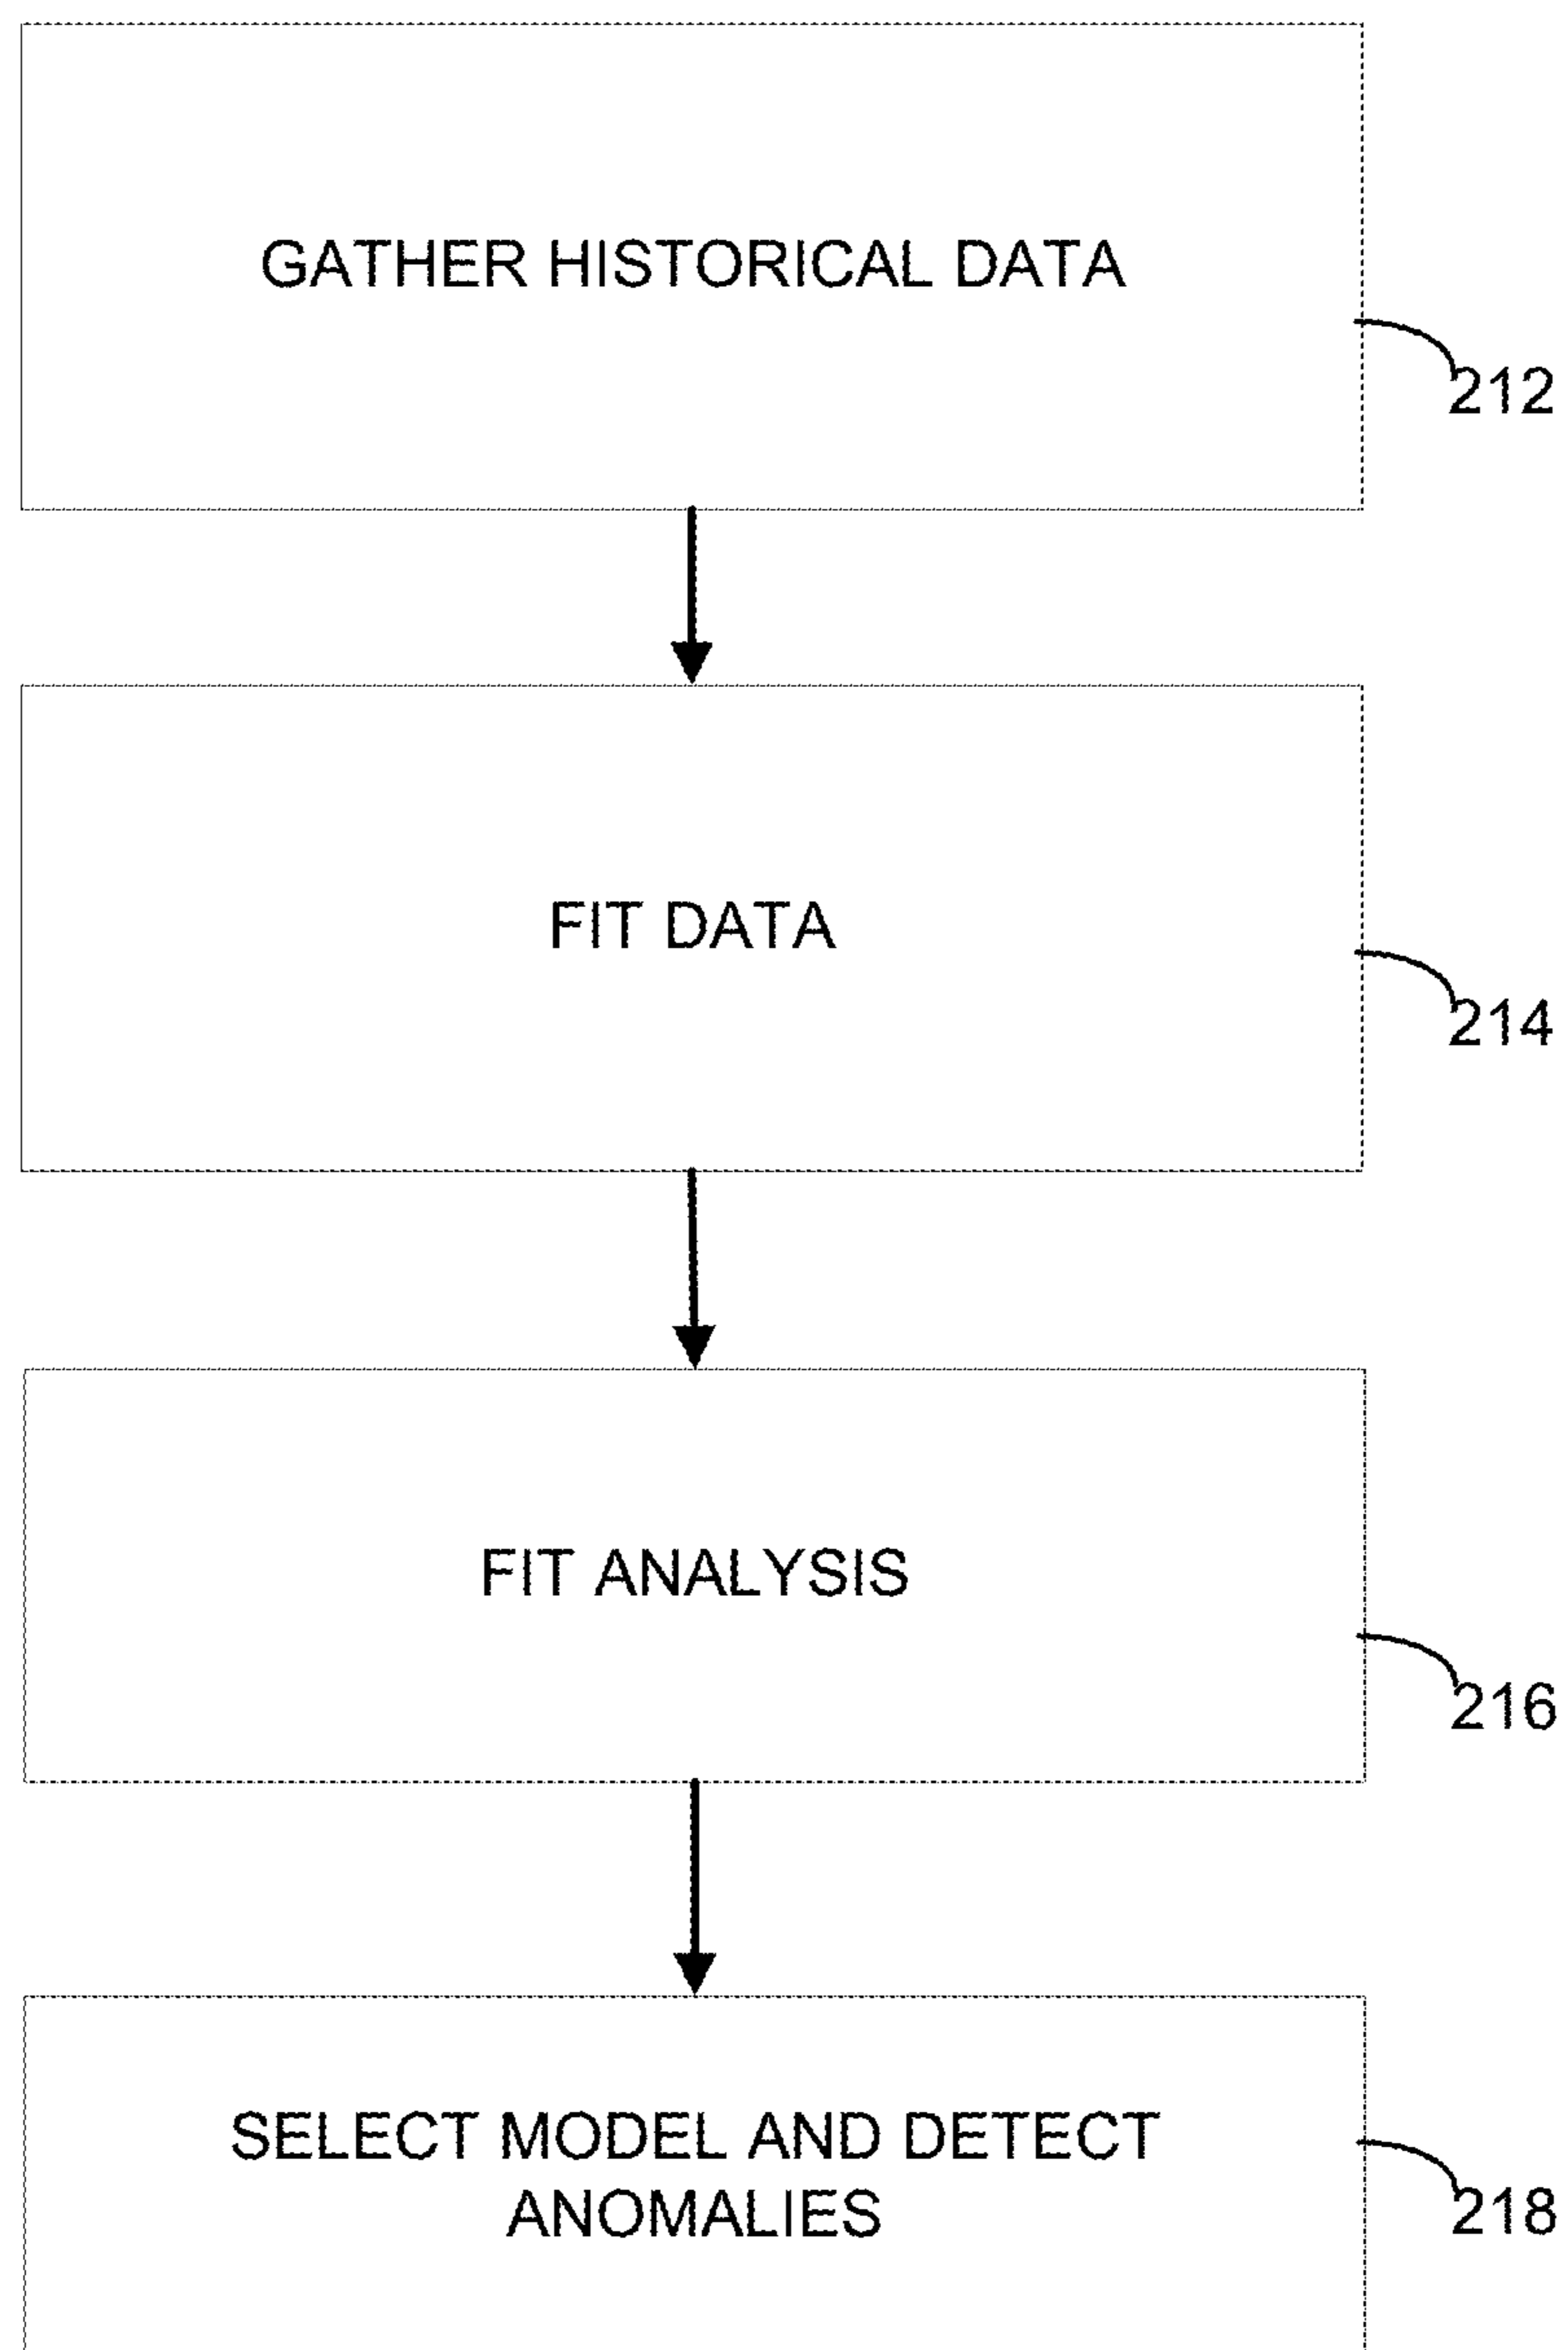 GATHER HISTORICAL DATA
212
FIT DATA
214
FIT ANALYSIS
216
SELECT MODEL AND DETECT
ANOMALIES
218